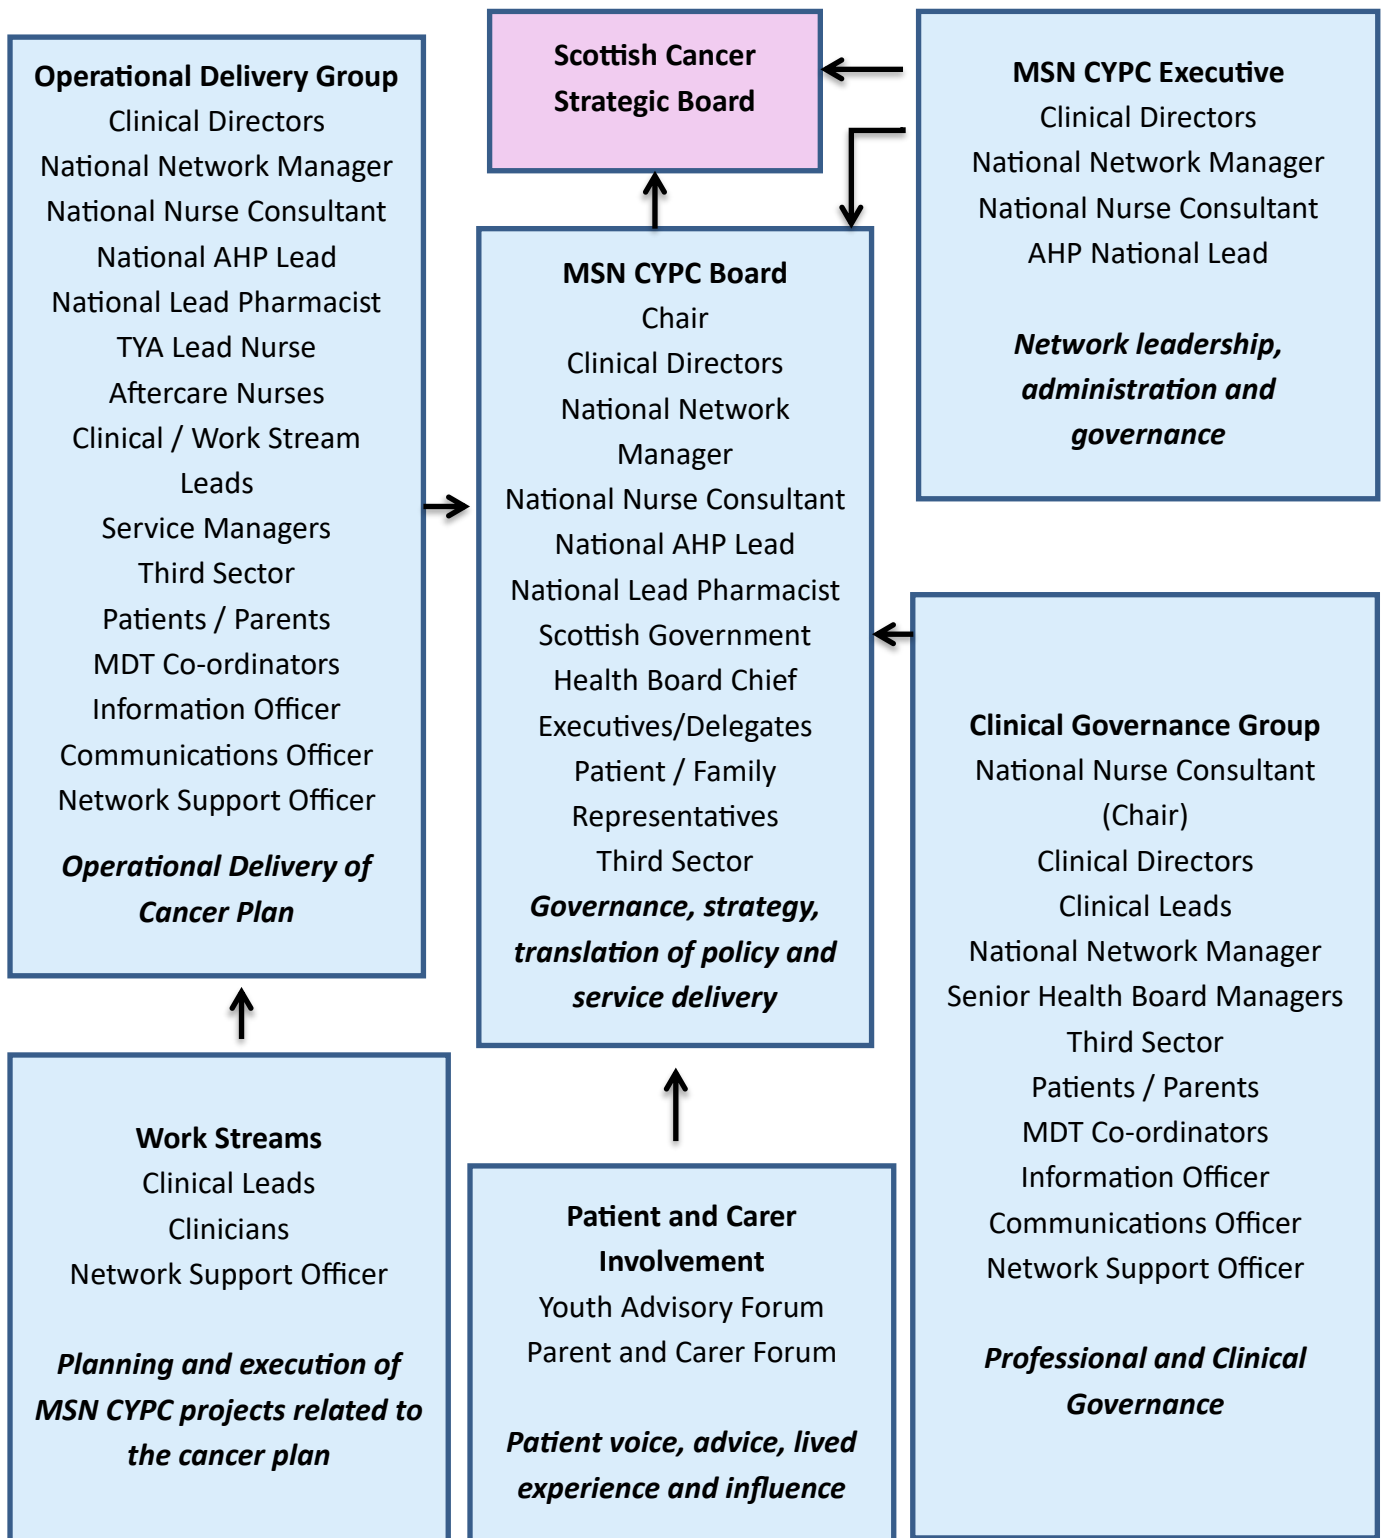 Operational Delivery Group
Clinical Directors
National Network Manager
National Nurse Consultant
National AHP Lead
National Lead Pharmacist
TYA Lead Nurse
Aftercare Nurses
Clinical / Work Stream
Leads
Service Managers
Third Sector
Patients / Parents
MDT Co-ordinators
Information Officer
Communications Officer
Network Support Officer
Operational Delivery of
Cancer Plan
Scottish Cancer
Strategic Board
MSN CYPC Executive
Clinical Directors
National Network Manager
National Nurse Consultant
AHP National Lead
Network leadership,
administration and
governance
MSN CYPC Board
Chair
Clinical Directors
National Network
Manager
National Nurse Consultant
National AHP Lead
National Lead Pharmacist
Scottish Government
Health Board Chief
Executives/Delegates
Patient / Family
Representatives
Third Sector
Governance, strategy,
translation of policy and
service delivery
Clinical Governance Group
National Nurse Consultant
(Chair)
Clinical Directors
Clinical Leads
National Network Manager
Senior Health Board Managers
Third Sector
Patients / Parents
MDT Co-ordinators
Information Officer
Communications Officer
Network Support Officer
Professional and Clinical
Governance
Work Streams
Clinical Leads
Clinicians
Network Support Officer
Planning and execution of
MSN CYPC projects related to
the cancer plan
Patient and Carer
Involvement
Youth Advisory Forum
Parent and Carer Forum
Patient voice, advice, lived
experience and influence